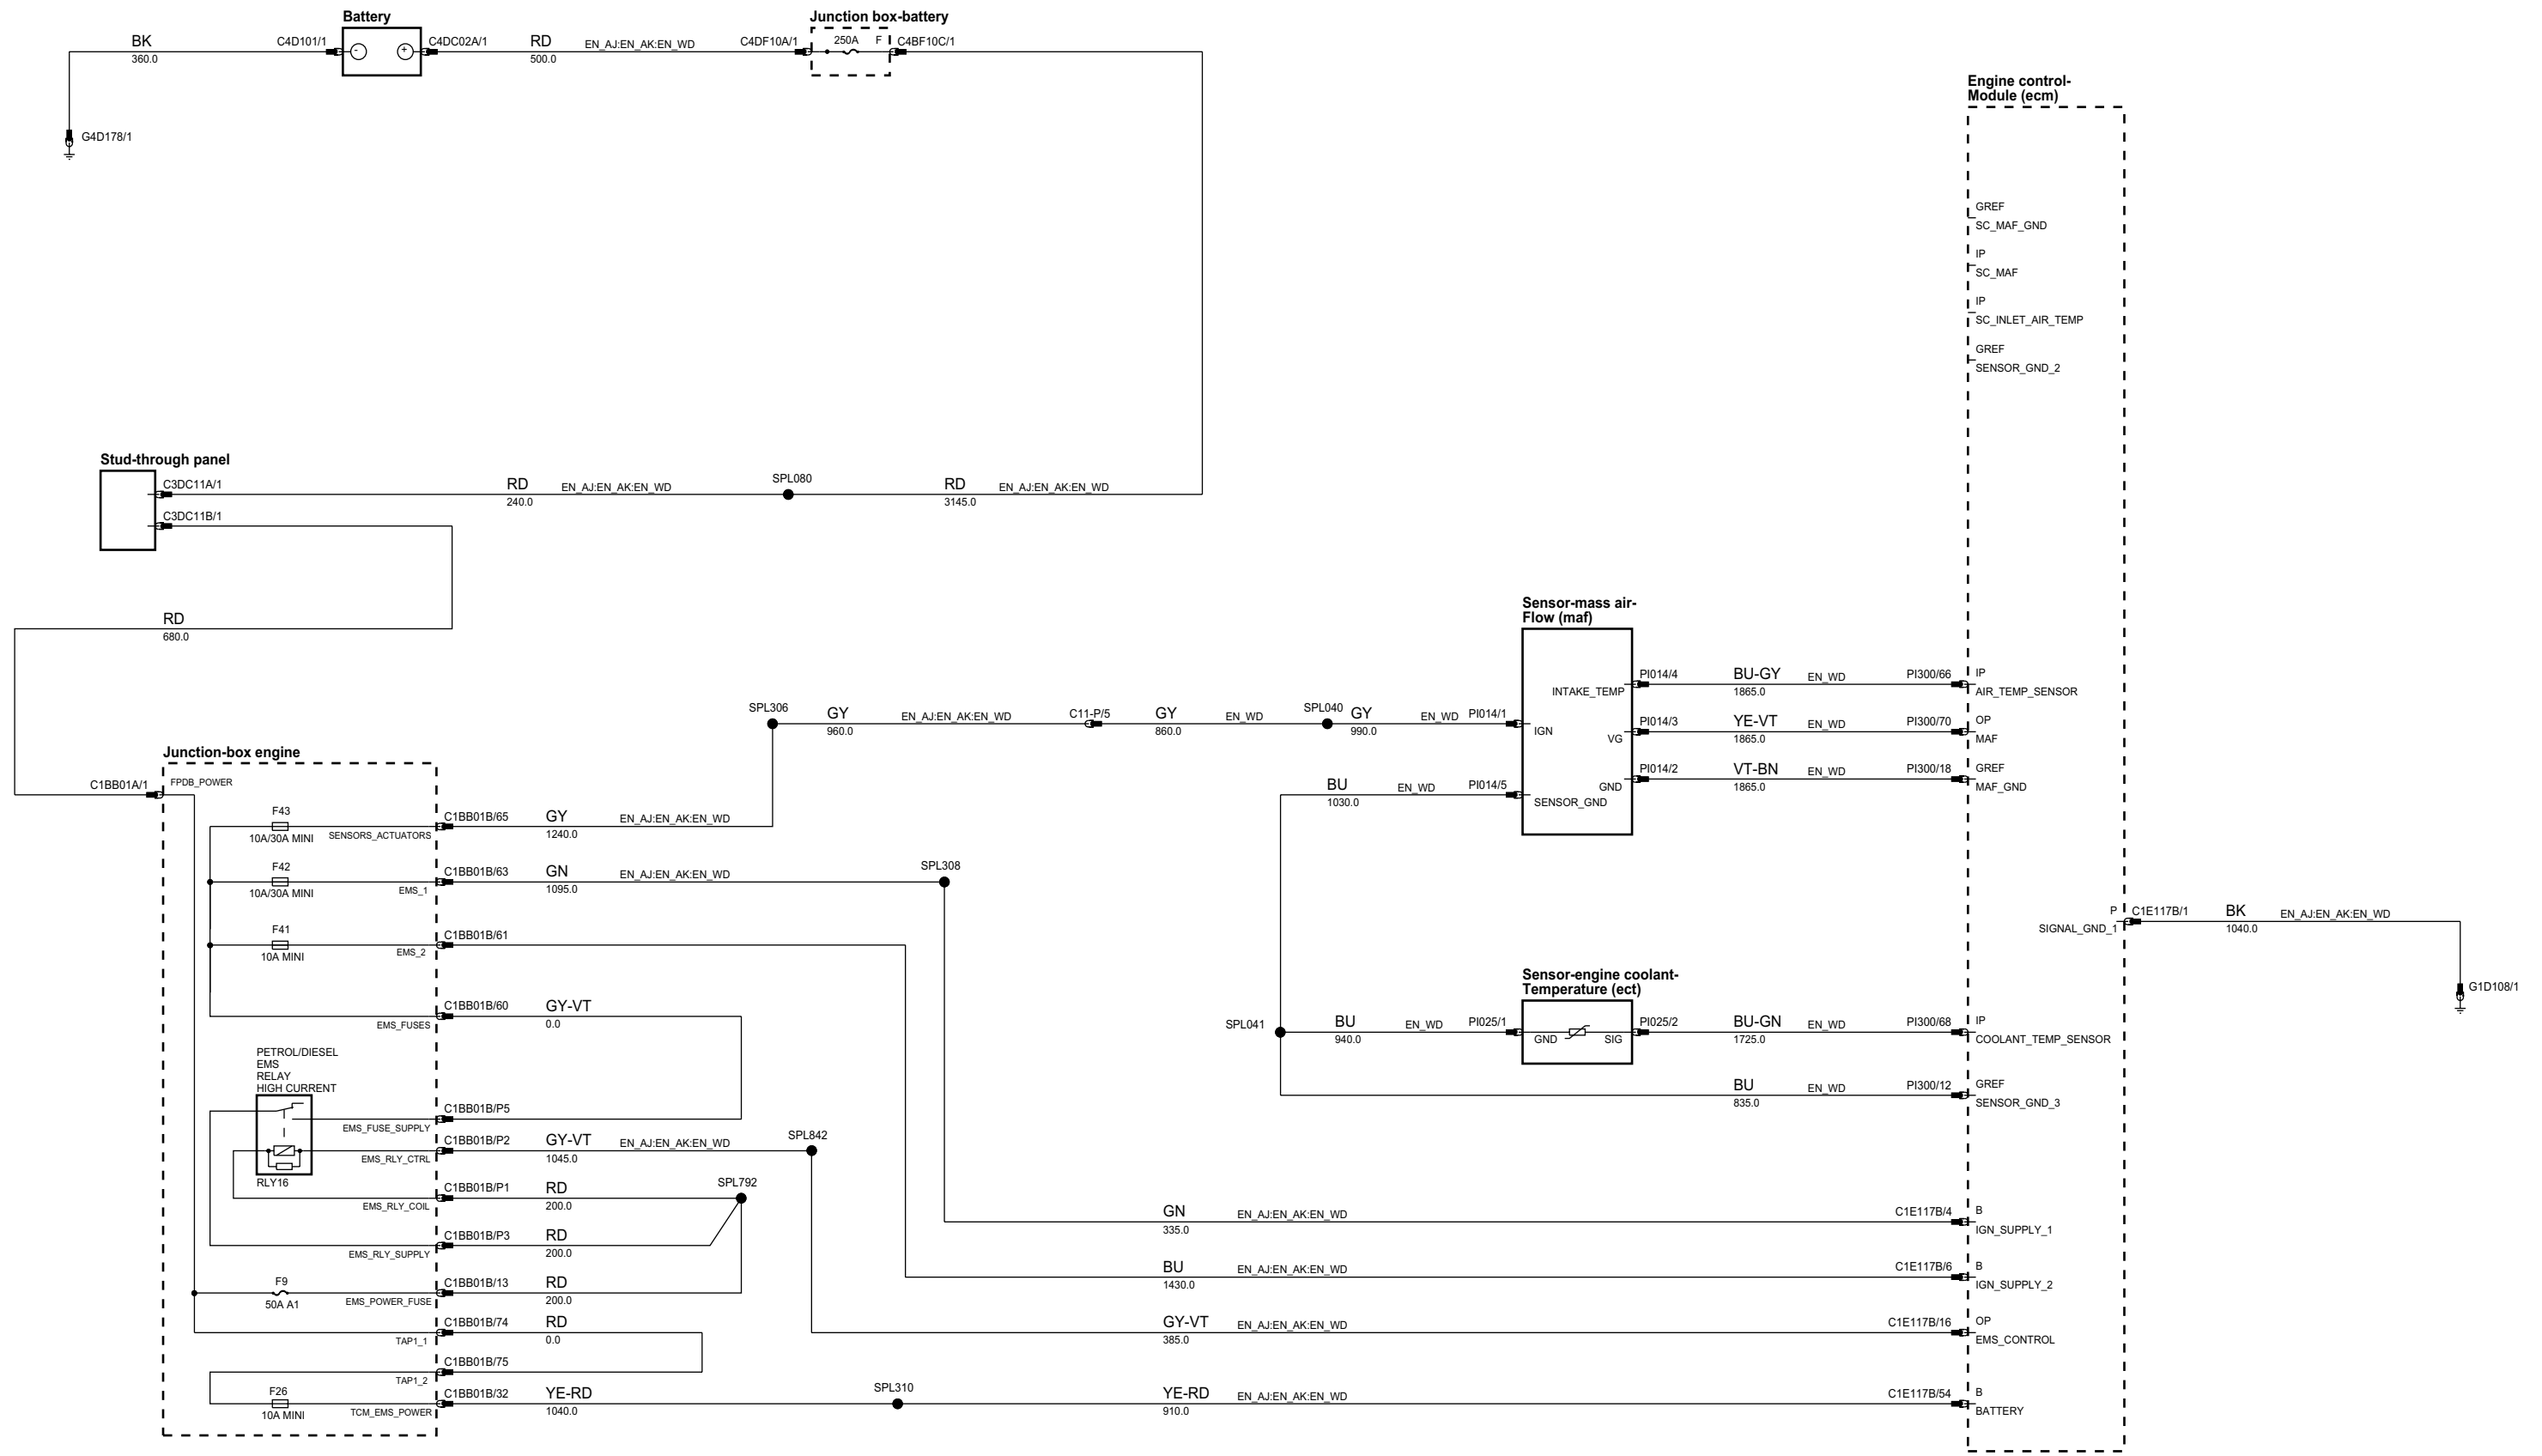 Battery
Junction box-battery
BK
360.0
C4D101/1
-
+
C4DC02A/1
RD
500.0
EN_AJ:EN_AK:EN_WD
C4DF10A/1
250A F
C4BF10C/1
G4D178/1
Engine control-
Module (ecm)
GREF
SC_MAF_GND
IP
SC_MAF
IP
SC_INLET_AIR_TEMP
GREF
SENSOR_GND_2
Stud-through panel
C3DC11A/1
RD
240.0
EN_AJ:EN_AK:EN_WD
SPL080
RD
3145.0
EN_AJ:EN_AK:EN_WD
C3DC11B/1
RD
680.0
Sensor-mass air-
Flow (maf)
INTAKE_TEMP
PI014/4
BU-GY
1865.0
EN_WD
PI300/66
IP
AIR_TEMP_SENSOR
SPL306
GY
960.0
EN_AJ:EN_AK:EN_WD
C11-P/5
GY
860.0
EN_WD
SPL040
GY
990.0
EN_WD
PI014/1
IGN
VG
PI014/3
YE-VT
1865.0
EN_WD
PI300/70
OP
MAF
GND
PI014/2
VT-BN
1865.0
EN_WD
PI300/18
GREF
MAF_GND
BU
1030.0
EN_WD
PI014/5
SENSOR_GND
Junction-box engine
C1BB01A/1
FPDB_POWER
F43
10A/30A MINI
SENSORS_ACTUATORS
C1BB01B/65
GY
1240.0
EN_AJ:EN_AK:EN_WD
F42
10A/30A MINI
EMS_1
C1BB01B/63
GN
1095.0
EN_AJ:EN_AK:EN_WD
SPL308
F41
10A MINI
EMS_2
C1BB01B/61
P
SIGNAL_GND_1
C1E117B/1
BK
1040.0
EN_AJ:EN_AK:EN_WD
G1D108/1
EMS_FUSES
C1BB01B/60
GY-VT
0.0
Sensor-engine coolant-
Temperature (ect)
SPL041
BU
940.0
EN_WD
PI025/1
GND
SIG
PI025/2
BU-GN
1725.0
EN_WD
PI300/68
IP
COOLANT_TEMP_SENSOR
BU
835.0
EN_WD
PI300/12
GREF
SENSOR_GND_3
PETROL/DIESEL
EMS
RELAY
HIGH CURRENT
RLY16
EMS_FUSE_SUPPLY
C1BB01B/P5
EMS_RLY_CTRL
C1BB01B/P2
GY-VT
1045.0
EN_AJ:EN_AK:EN_WD
SPL842
EMS_RLY_COIL
C1BB01B/P1
RD
200.0
SPL792
EMS_RLY_SUPPLY
C1BB01B/P3
RD
200.0
GN
335.0
EN_AJ:EN_AK:EN_WD
C1E117B/4
B
IGN_SUPPLY_1
F9
50A A1
EMS_POWER_FUSE
C1BB01B/13
RD
200.0
BU
1430.0
EN_AJ:EN_AK:EN_WD
C1E117B/6
B
IGN_SUPPLY_2
TAP1_1
C1BB01B/74
RD
0.0
GY-VT
385.0
EN_AJ:EN_AK:EN_WD
C1E117B/16
OP
EMS_CONTROL
TAP1_2
C1BB01B/75
F26
10A MINI
TCM_EMS_POWER
C1BB01B/32
YE-RD
1040.0
SPL310
YE-RD
910.0
EN_AJ:EN_AK:EN_WD
C1E117B/54
B
BATTERY